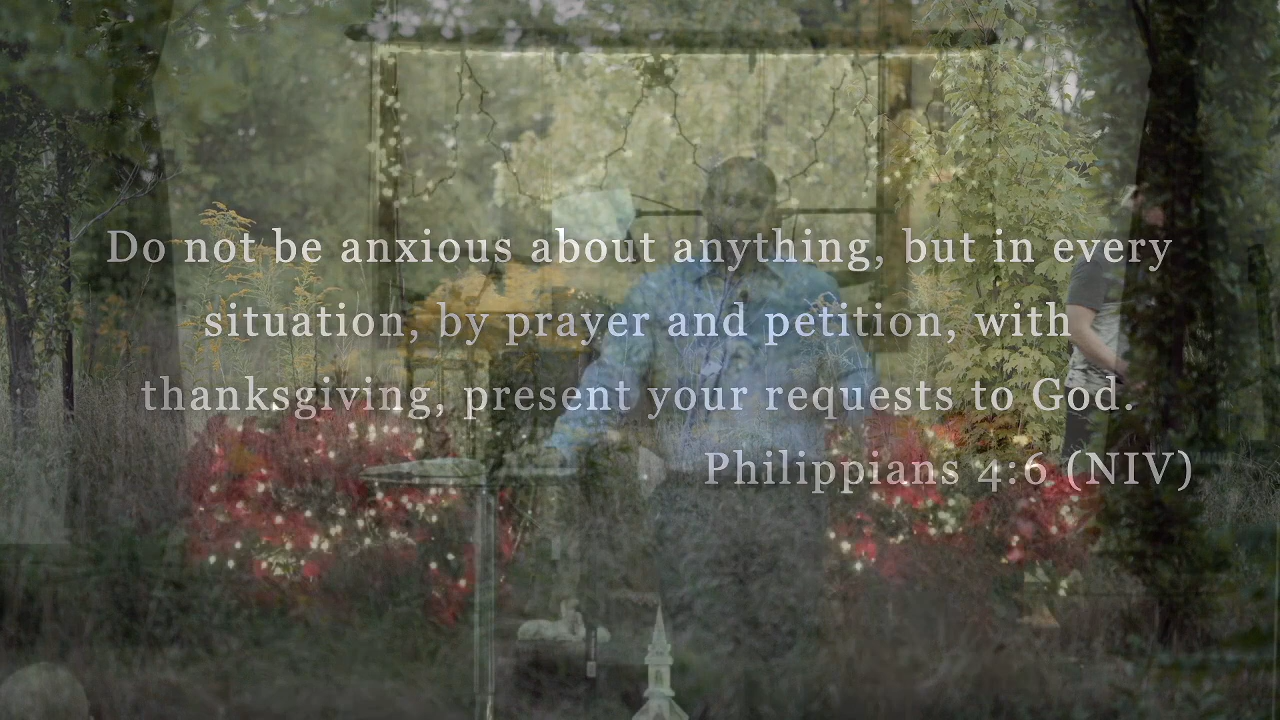 Do not be anxious about anything, but in every
situation, by prayer and petition, with
thanksgiving, present your requests to God.
Philippians 4:6 (NIV)